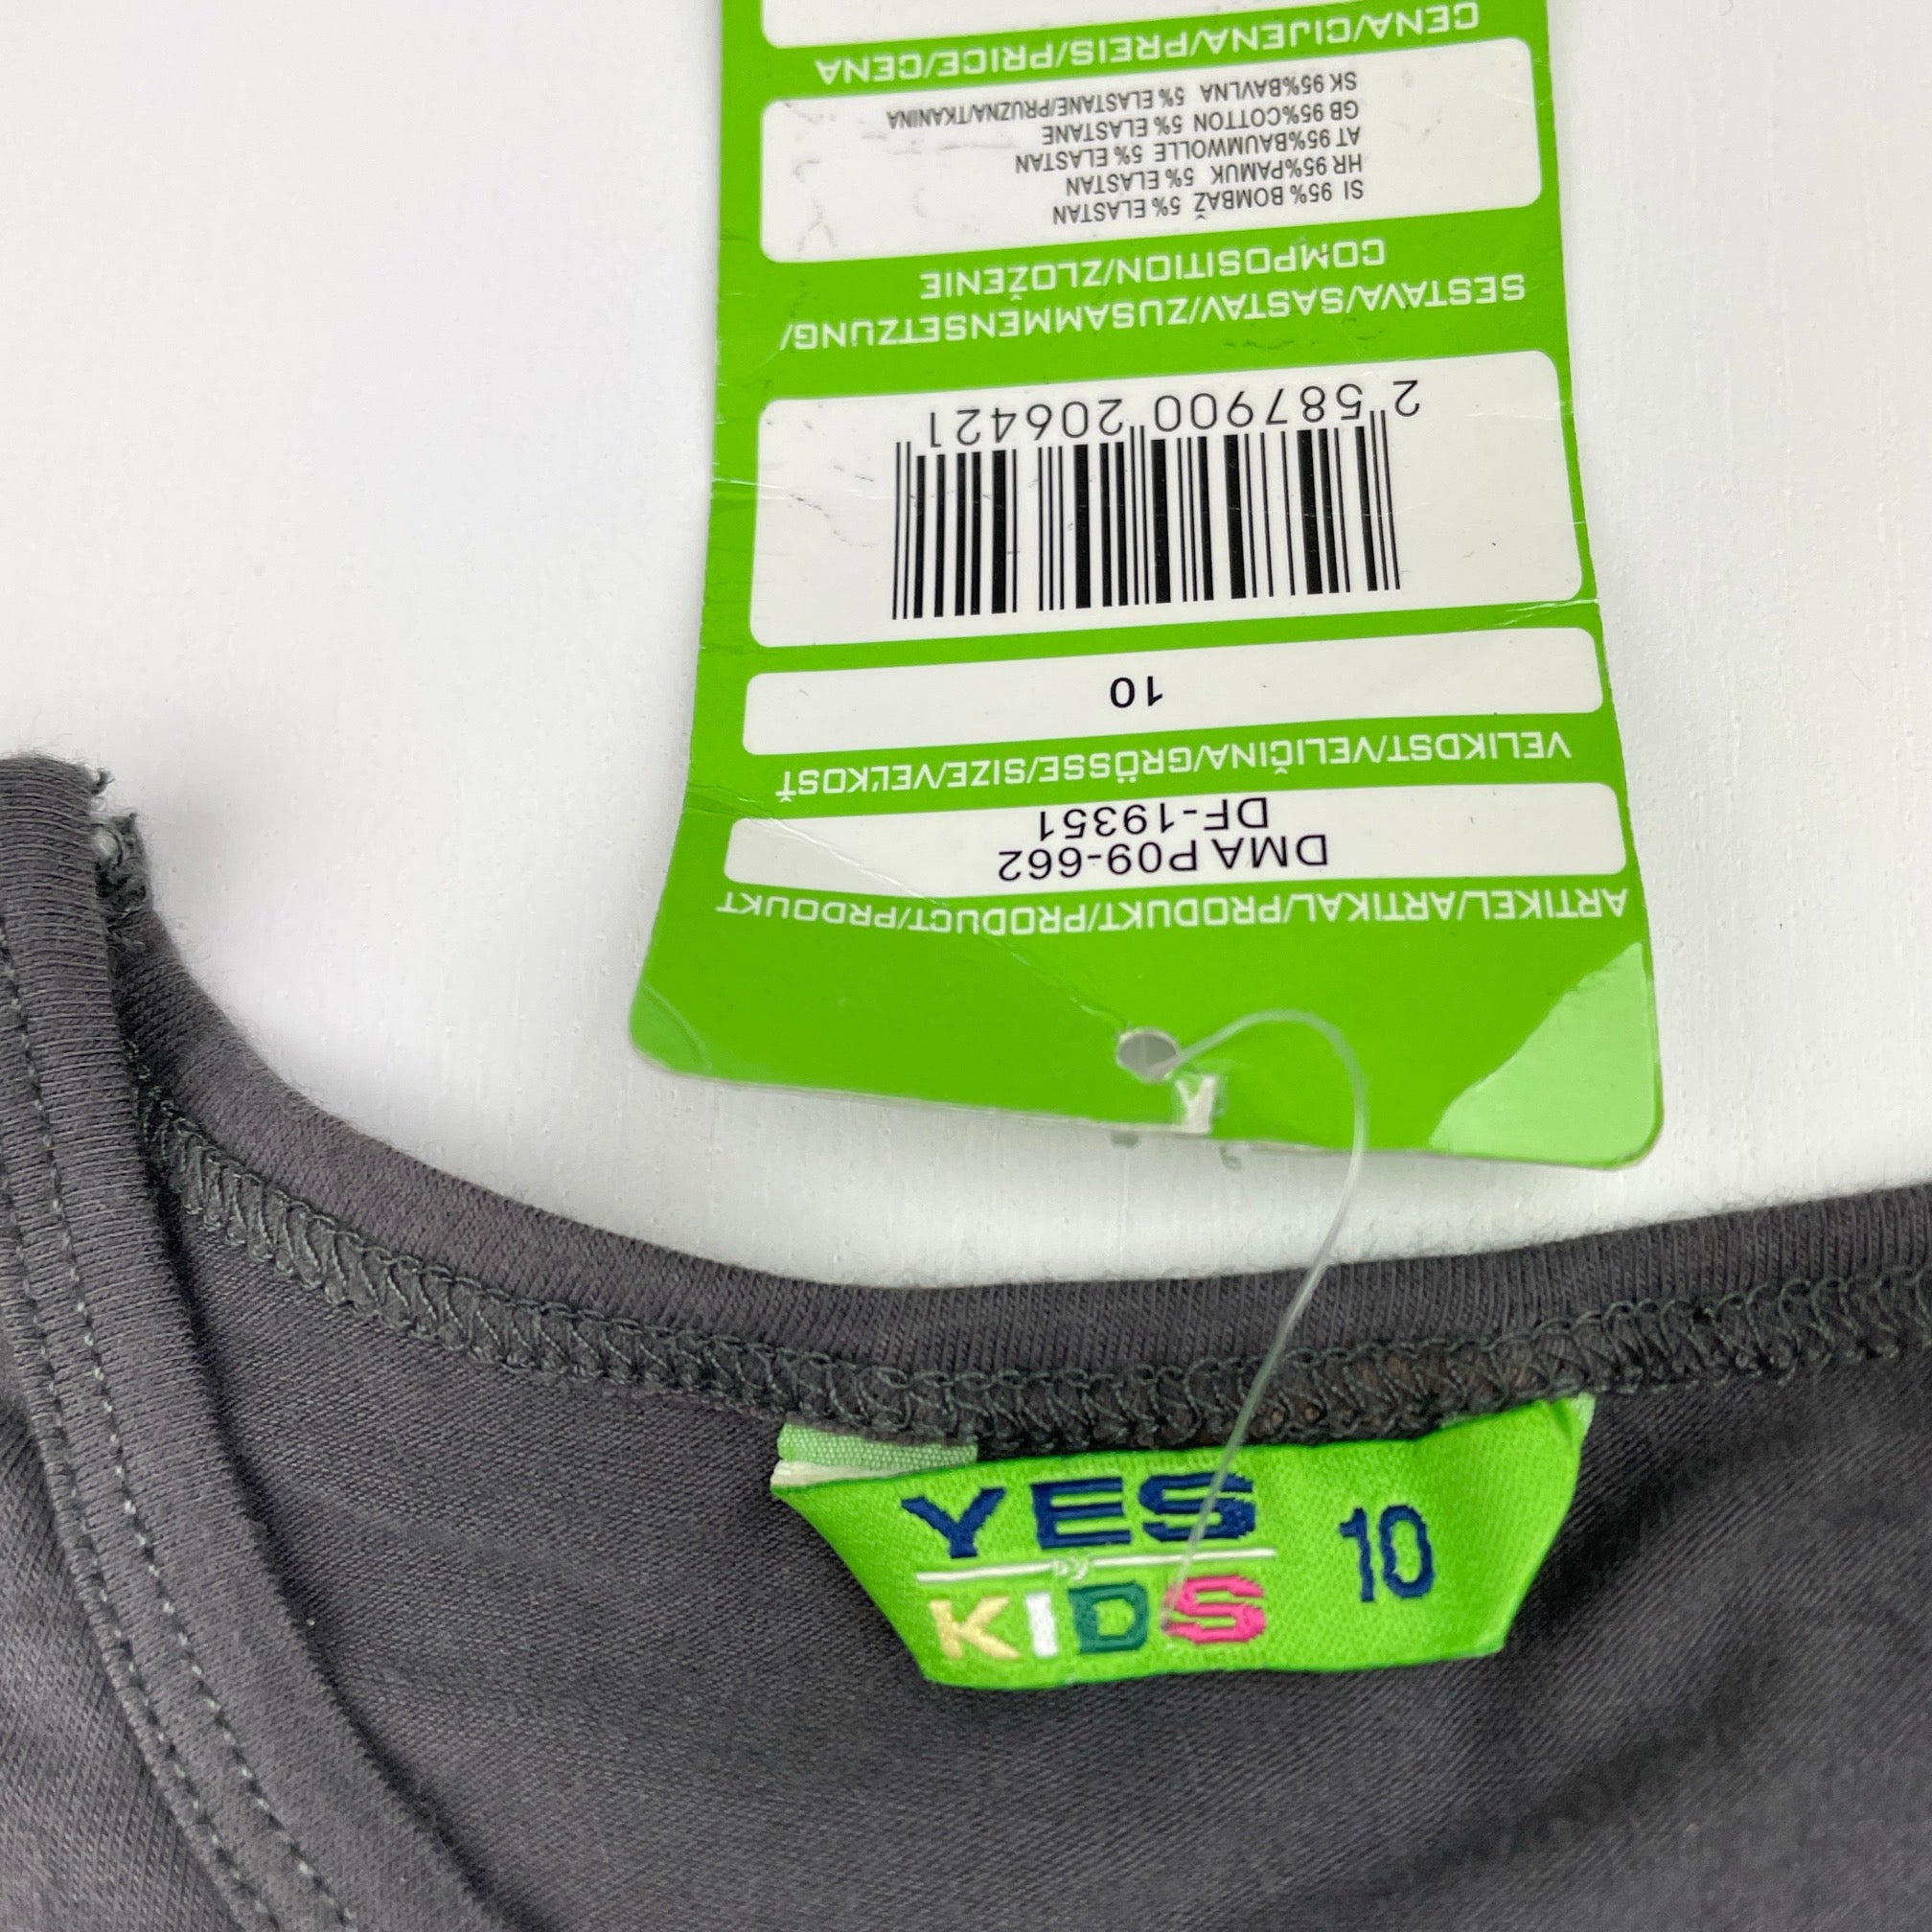 ARTIKEL/ARTIKAL/PRODUKT/PRODUCT/PRDOUKT
DMA P09-662
DF-19351
VELIKDST/VELIČINA/GRÖSSE/SIZE/VEĽKOSŤ
10
2 587900 206421
SESTAVA/SASTAV/ZUSAMMENSETZUNG/
COMPOSITION/ZLOŽENIE
SI 95% BOMBAŽ 5% ELASTAN
HR 95%PAMUK 5% ELASTAN
AT 95%BAUMWOLLE 5% ELASTAN
GB 95%COTTON 5% ELASTANE
SK 95%BAVLNA 5% ELASTANE/PRUZNA/TKANINA
CENA/CIJENA/PREIS/PRICE/CENA
YES 10
by
KIDS